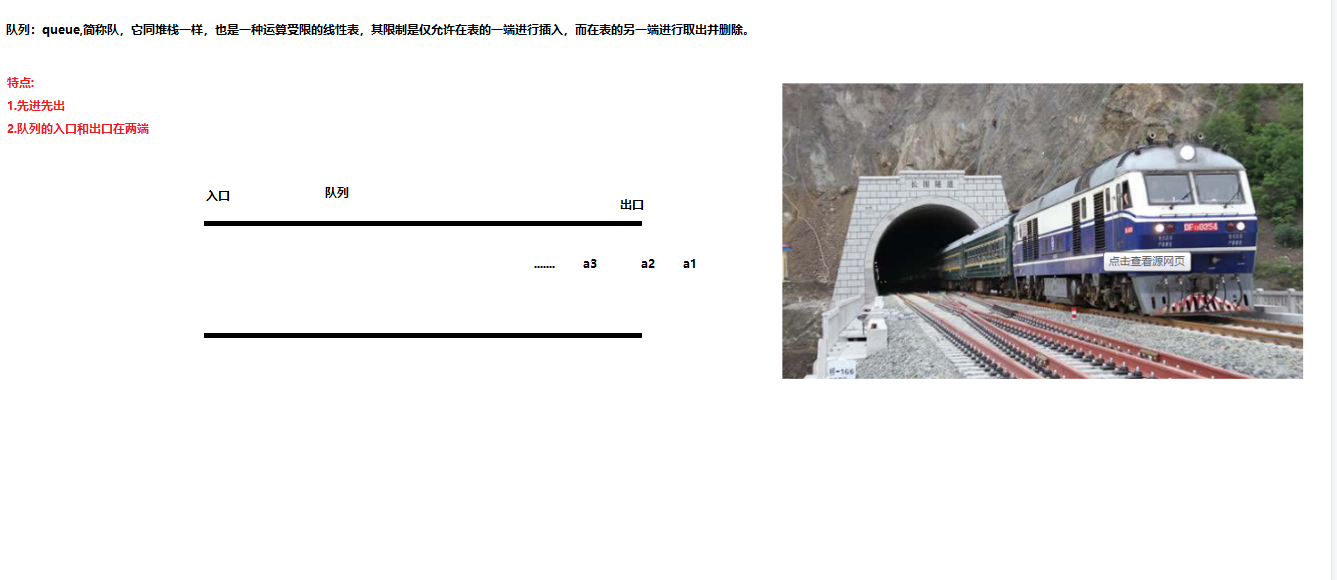 队列：queue,简称队，它同堆栈一样，也是一种运算受限的线性表，其限制是仅允许在表的一端进行插入，而在表的另一端进行取出并删除。
特点:
1.先进先出
2.队列的入口和出口在两端
入口
队列
出口
....... a3 a2 a1
长图隧道
DF 0254
点击查看源网页
-166